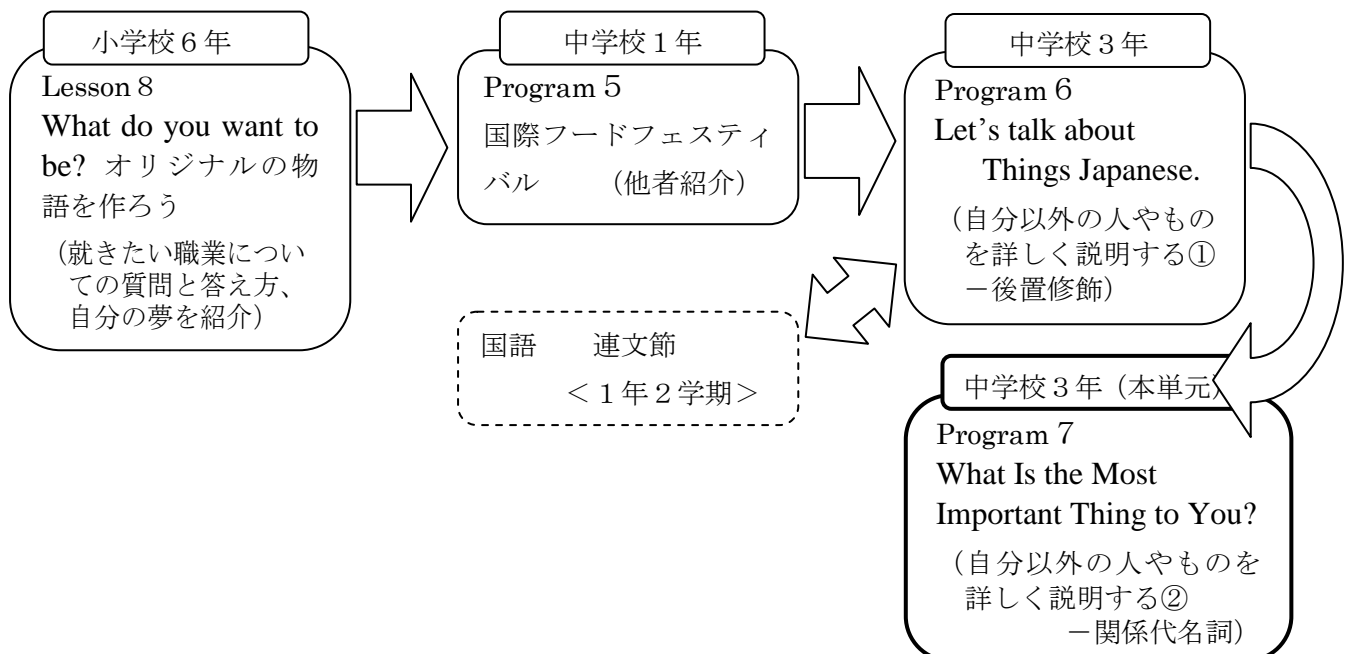 小学校６年
Lesson８
What do you want to
be? オリジナルの物
語を作ろう
（就きたい職業につい
ての質問と答え方、
自分の夢を紹介）
中学校１年
Program５
国際フードフェスティ
バル　　（他者紹介）
中学校３年
Program６
Let’s talk about
Things Japanese.
（自分以外の人やもの
を詳しく説明する①
－後置修飾）
国語　　連文節
＜１年２学期＞
中学校３年（本単元）
Program７
What Is the Most
Important Thing to You?
（自分以外の人やものを
詳しく説明する②
－関係代名詞）